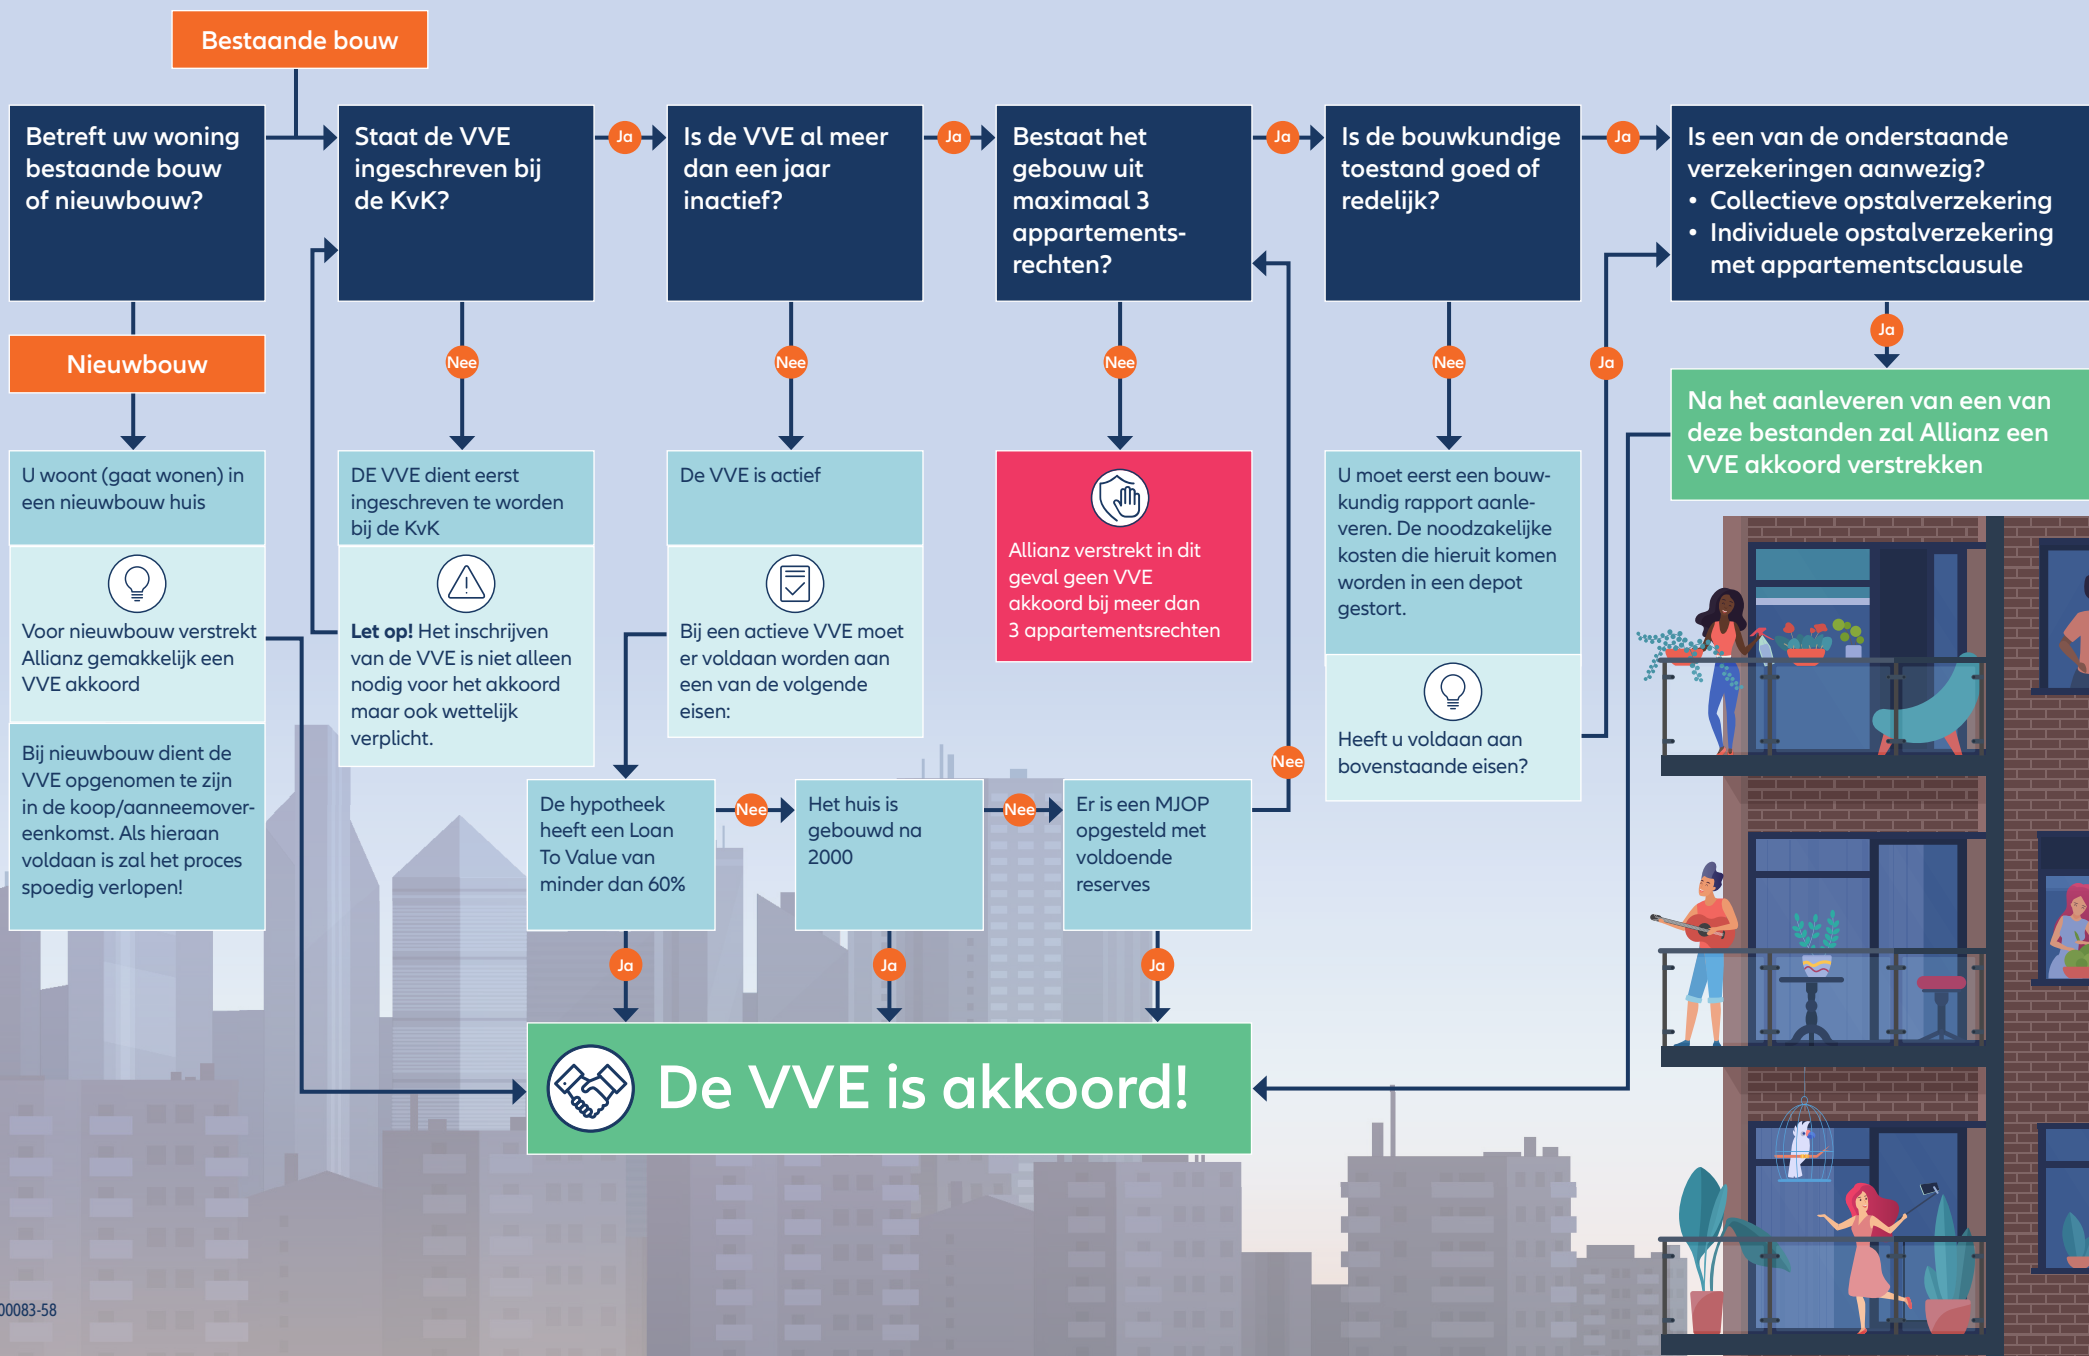 Bestaande bouw
Betreft uw woning
bestaande bouw
of nieuwbouw?
Staat de VVE
ingeschreven bij
de KvK?
Ja
Is de VVE al meer
dan een jaar
inactief?
Ja
Bestaat het
gebouw uit
maximaal 3
appartements-
rechten?
Ja
Is de bouwkundige
toestand goed of
redelijk?
Ja
Is een van de onderstaande
verzekeringen aanwezig?
• Collectieve opstalverzekering
• Individuele opstalverzekering
met appartementsclausule
Nieuwbouw
Nee
Nee
Nee
Nee
Ja
Ja
U woont (gaat wonen) in
een nieuwbouw huis
Voor nieuwbouw verstrekt
Allianz gemakkelijk een
VVE akkoord
Bij nieuwbouw dient de
VVE opgenomen te zijn
in de koop/aanneemover-
eenkomst. Als hieraan
voldaan is zal het proces
spoedig verlopen!
DE VVE dient eerst
ingeschreven te worden
bij de KvK
Let op! Het inschrijven
van de VVE is niet alleen
nodig voor het akkoord
maar ook wettelijk
verplicht.
De VVE is actief
Bij een actieve VVE moet
er voldaan worden aan
een van de volgende
eisen:
Allianz verstrekt in dit
geval geen VVE
akkoord bij meer dan
3 appartementsrechten
U moet eerst een bouw-
kundig rapport aanle-
veren. De noodzakelijke
kosten die hieruit komen
worden in een depot
gestort.
Heeft u voldaan aan
bovenstaande eisen?
Na het aanleveren van een van
deze bestanden zal Allianz een
VVE akkoord verstrekken
De hypotheek
heeft een Loan
To Value van
minder dan 60%
Nee
Het huis is
gebouwd na
2000
Nee
Er is een MJOP
opgesteld met
voldoende
reserves
Nee
Ja
Ja
Ja
De VVE is akkoord!
00083-58